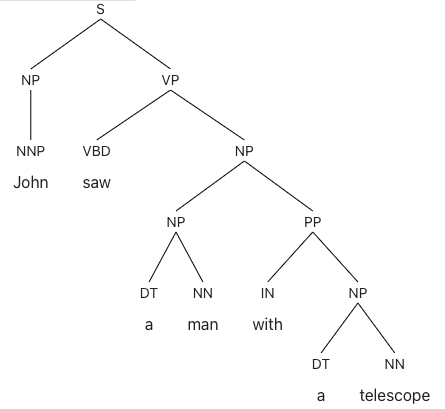 S
NP VP
NNP VBD NP
John saw
NP PP
DT NN IN NP
a man with
DT NN
a telescope